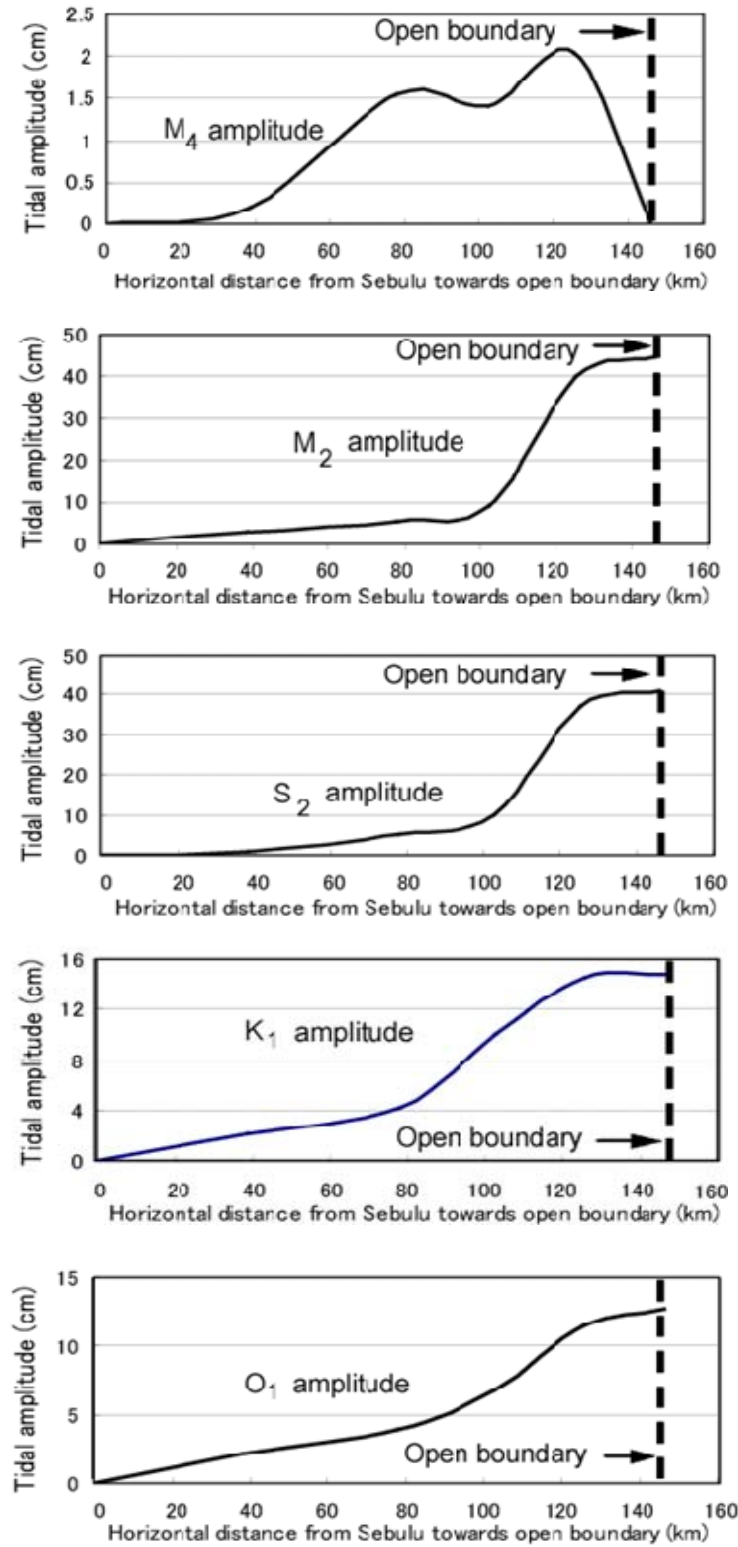 Tidal amplitude (cm)
2.5
2
1.5
1
0.5
0
Open boundary
M4 amplitude
0 20 40 60 80 100 120 140 160
Horizontal distance from Sebulu towards open boundary (km)
Tidal amplitude (cm)
50
40
30
20
10
0
Open boundary
M2 amplitude
0 20 40 60 80 100 120 140 160
Horizontal distance from Sebulu towards open boundary (km)
Tidal amplitude (cm)
50
40
30
20
10
0
Open boundary
S2 amplitude
0 20 40 60 80 100 120 140 160
Horizontal distance from Sebulu towards open boundary (km)
Tidal amplitude (cm)
16
12
8
4
0
K1 amplitude
Open boundary
0 20 40 60 80 100 120 140 160
Horizontal distance from Sebulu towards open boundary (km)
Tidal amplitude (cm)
15
10
5
0
O1 amplitude
Open boundary
0 20 40 60 80 100 120 140 160
Horizontal distance from Sebulu towards open boundary (km)